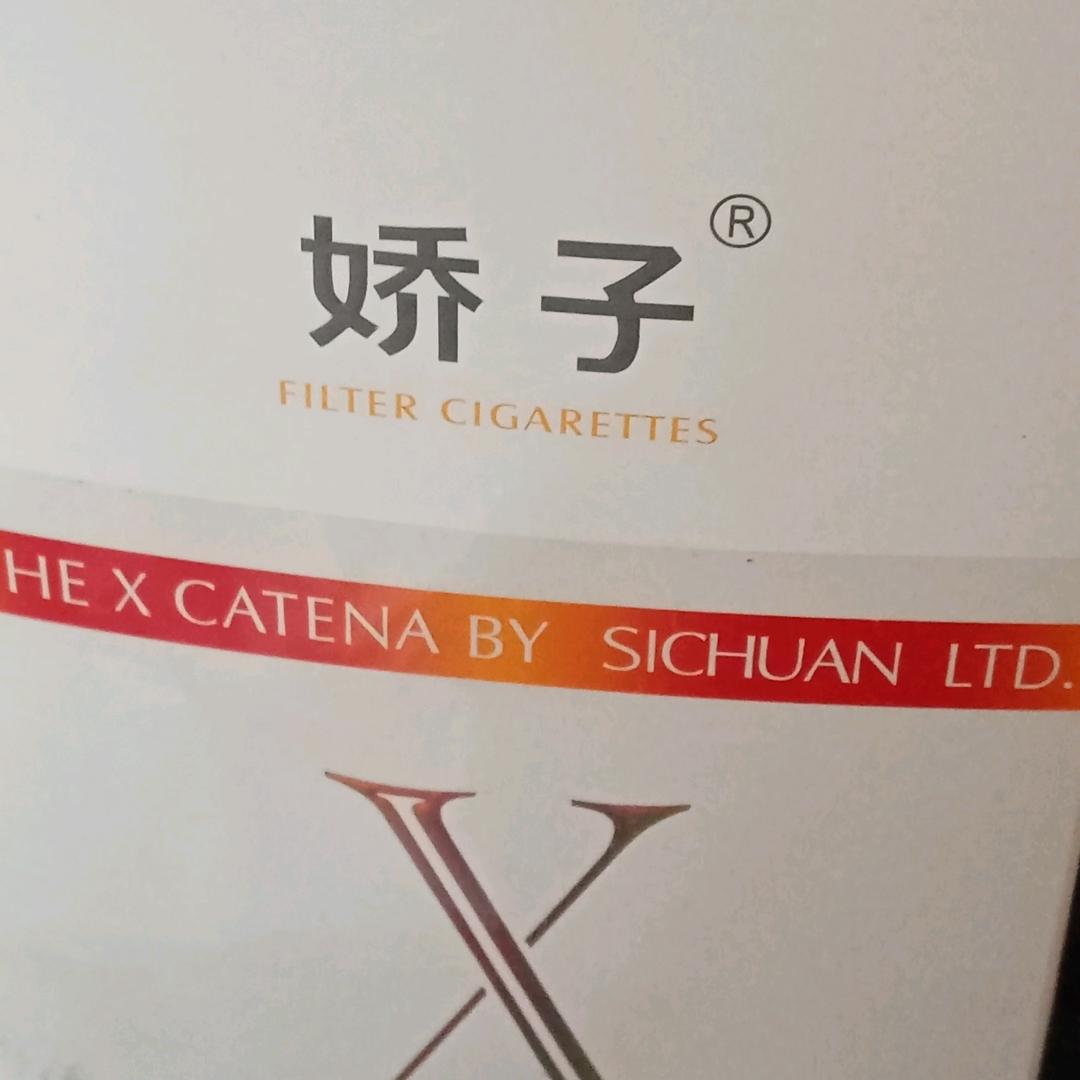 娇子®
FILTER CIGARETTES
HE X CATENA BY SICHUAN LTD.
X